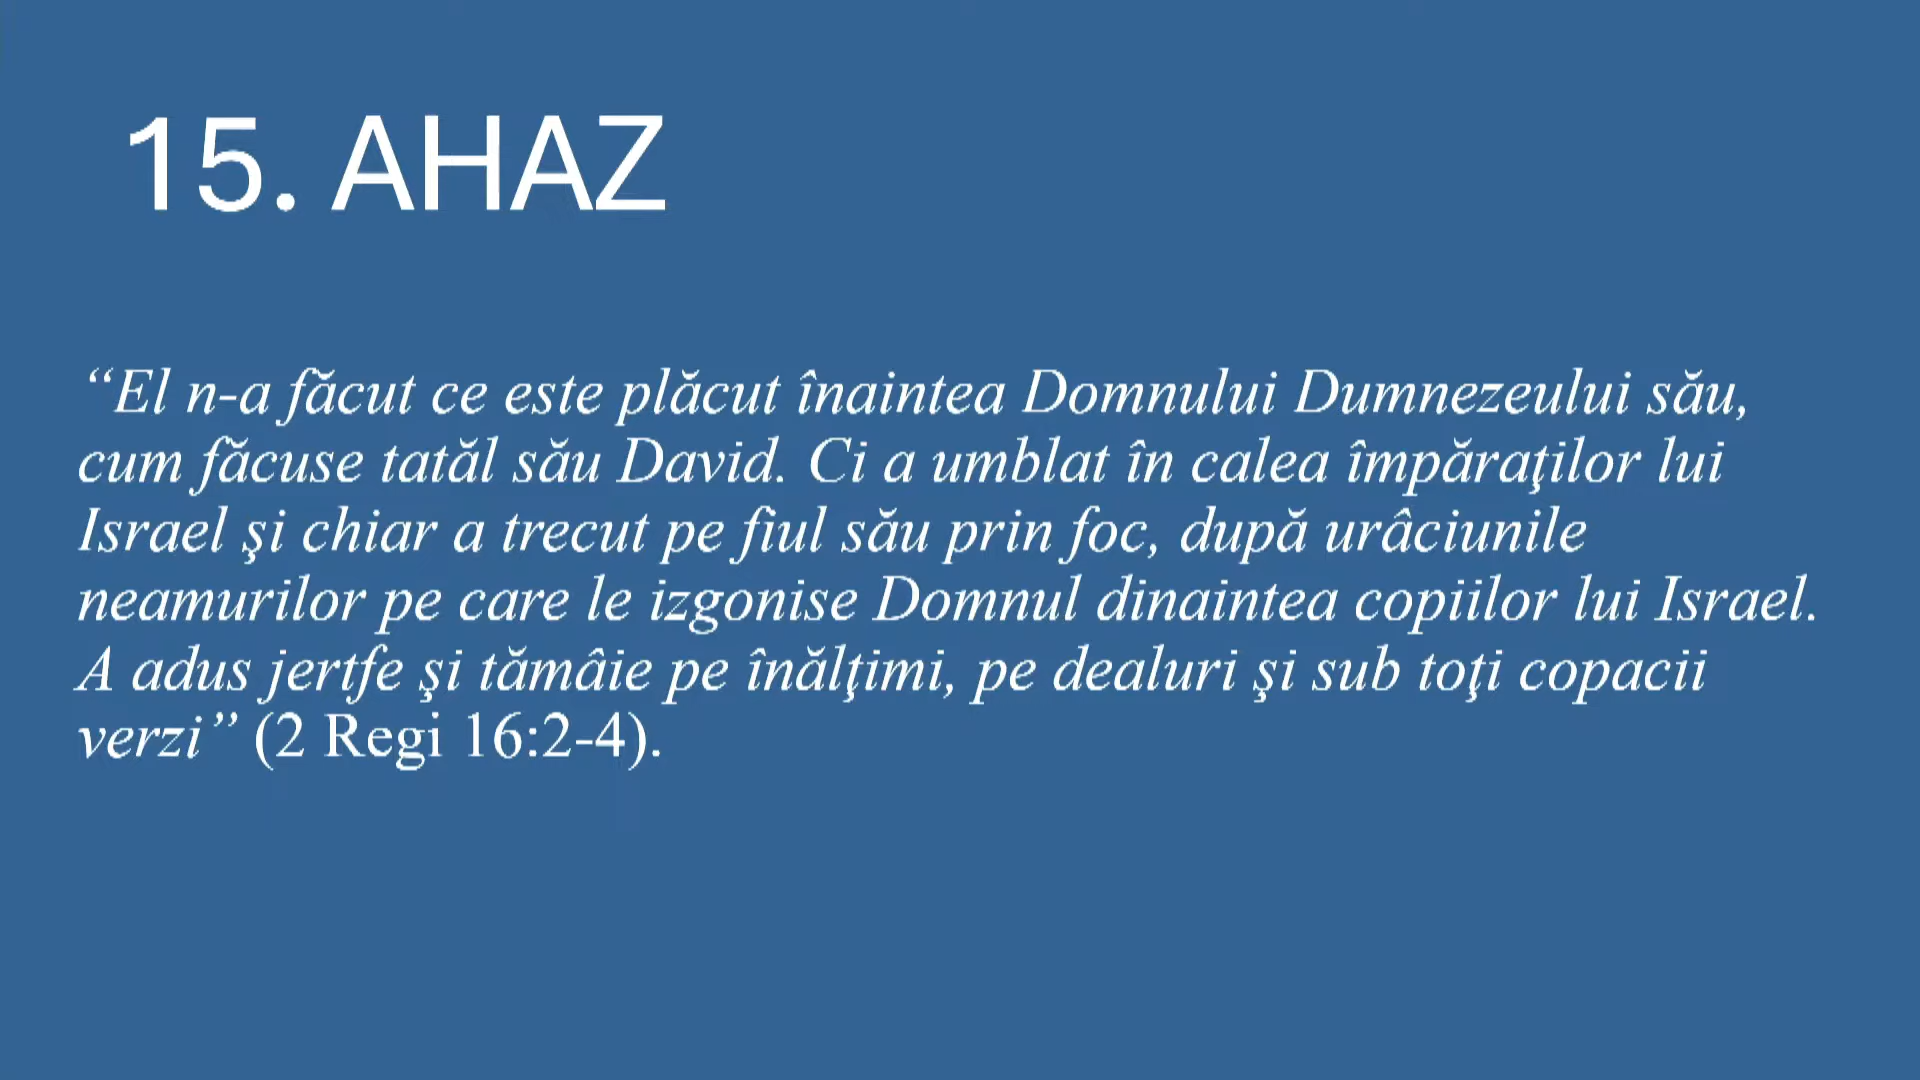 15. AHAZ
“El n-a făcut ce este plăcut înaintea Domnului Dumnezeului său,
cum făcuse tatăl său David. Ci a umblat în calea împăraţilor lui
Israel şi chiar a trecut pe fiul său prin foc, după urâciunile
neamurilor pe care le izgonise Domnul dinaintea copiilor lui Israel.
A adus jertfe şi tămâie pe înălţimi, pe dealuri şi sub toţi copacii
verzi” (2 Regi 16:2-4).